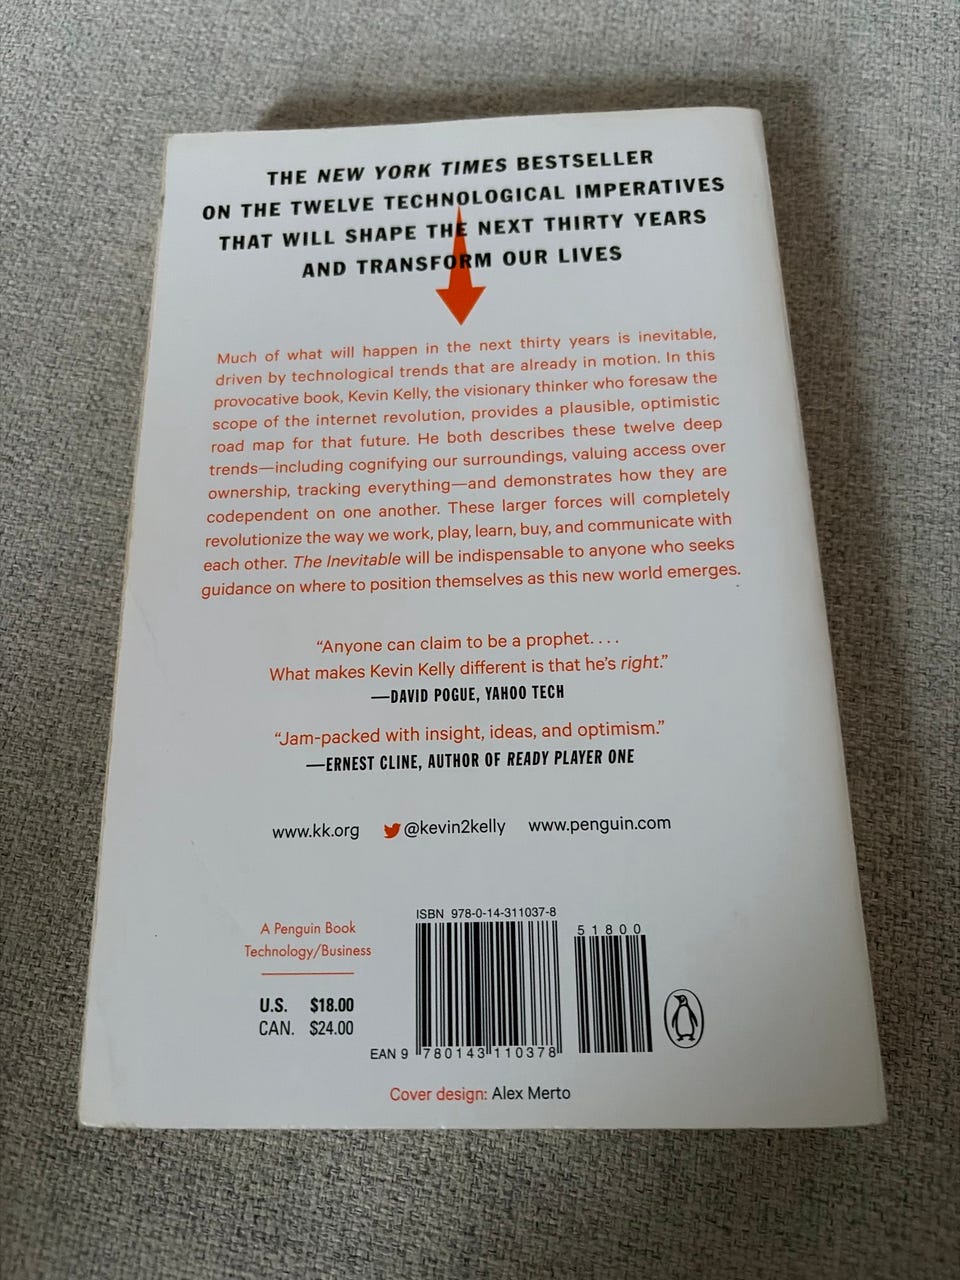 THE NEW YORK TIMES BESTSELLER
ON THE TWELVE TECHNOLOGICAL IMPERATIVES
THAT WILL SHAPE THE NEXT THIRTY YEARS
AND TRANSFORM OUR LIVES
Much of what will happen in the next thirty years is inevitable,
driven by technological trends that are already in motion. In this
provocative book, Kevin Kelly, the visionary thinker who foresaw the
scope of the internet revolution, provides a plausible, optimistic
road map for that future. He both describes these twelve deep
trends—including cognifying our surroundings, valuing access over
ownership, tracking everything—and demonstrates how they are
codependent on one another. These larger forces will completely
revolutionize the way we work, play, learn, buy, and communicate with
each other. The Inevitable will be indispensable to anyone who seeks
guidance on where to position themselves as this new world emerges.
“Anyone can claim to be a prophet. . . .
What makes Kevin Kelly different is that he’s right.”
—DAVID POGUE, YAHOO TECH
“Jam-packed with insight, ideas, and optimism.”
—ERNEST CLINE, AUTHOR OF READY PLAYER ONE
www.kk.org @kevin2kelly www.penguin.com
A Penguin Book
Technology/Business
U.S. $18.00
CAN. $24.00
ISBN 978-0-14-311037-8
51800
EAN 9 780143 110378
Cover design: Alex Merto